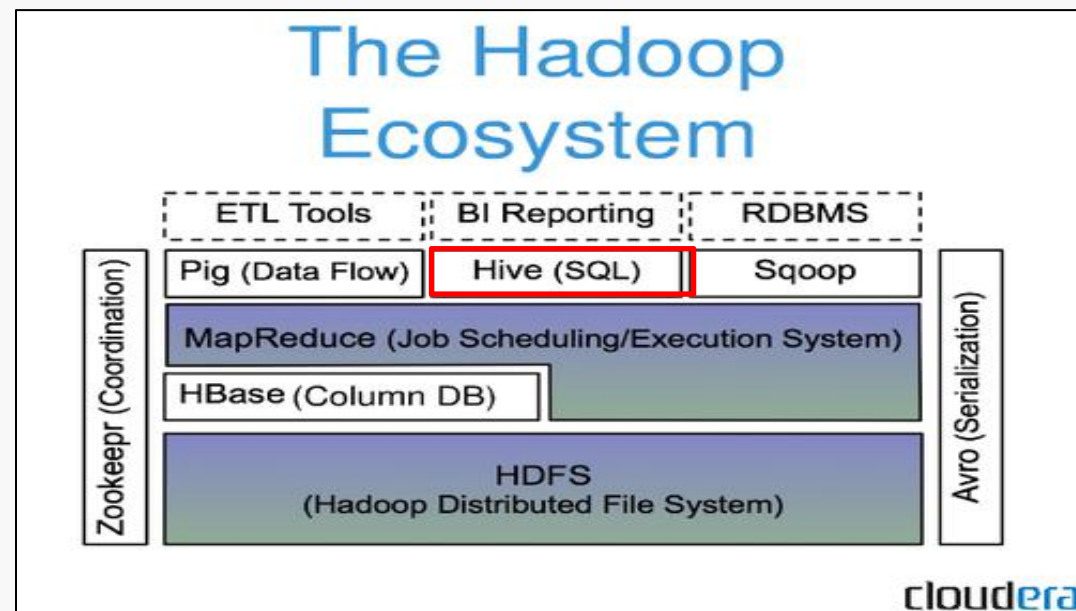 The Hadoop
Ecosystem
ETL Tools
BI Reporting
RDBMS
Pig (Data Flow)
Hive (SQL)
Sqoop
Zookeepr (Coordination)
MapReduce (Job Scheduling/Execution System)
HBase (Column DB)
HDFS
(Hadoop Distributed File System)
Avro (Serialization)
cloudera